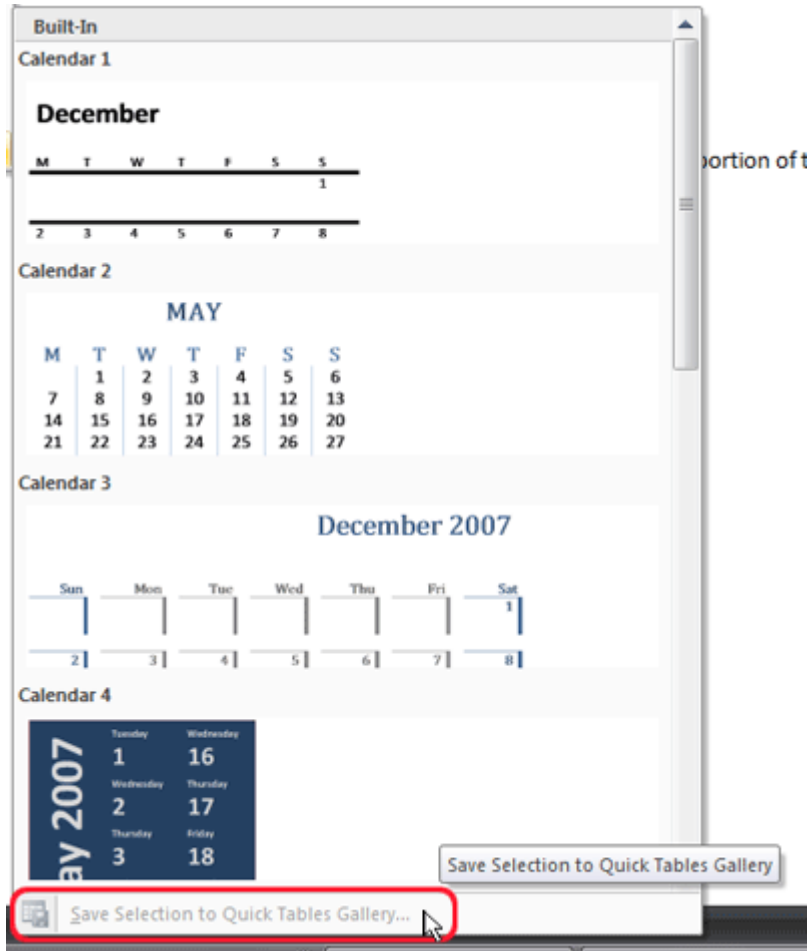 Built-In
Calendar 1
December
M T W T F S S
1
2 3 4 5 6 7 8
portion of t
Calendar 2
MAY
M T W T F S S
1 2 3 4 5 6
7 8 9 10 11 12 13
14 15 16 17 18 19 20
21 22 23 24 25 26 27
Calendar 3
December 2007
Sun Mon Tue Wed Thu Fri Sat
1
2 3 4 5 6 7 8
Calendar 4
ay 2007
Tuesday Wednesday
1 16
Wednesday Thursday
2 17
Thursday Friday
3 18
Save Selection to Quick Tables Gallery
Save Selection to Quick Tables Gallery...